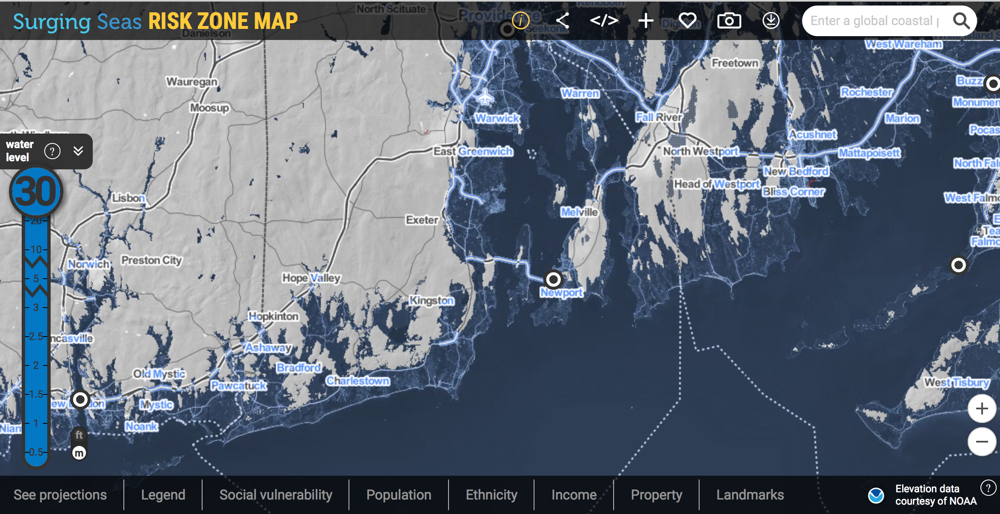 Surging Seas RISK ZONE MAP
North Scituate
Providence
Rehoboth
Danielson
Seekonk
Enter a global coastal
West Wareham
Freetown
Wauregan
Buzz
Warren
Rochester
Monumen
Moosup
Warwick
Fall River
Marion
Pocas
Acushnet
water
level
?
East Greenwich
North Westport
Mattapoisett
North Fal
New Bedford
30
Head of Westport
Bliss Corner
Lisbon
West Falmo
Melville
Exeter
20
Tea
Falmo
10
Preston City
Norwich
5
Hope Valley
Newport
Kingston
3
Hopkinton
2.5
ncasville
Ashaway
2
Bradford
Old Mystic
Charlestown
West Tisbury
Pawcatuck
1.5
Mystic
1
Noank
Nian
ft
m
0.5
See projections
Legend
Social vulnerability
Population
Ethnicity
Income
Property
Landmarks
Elevation data
courtesy of NOAA
?